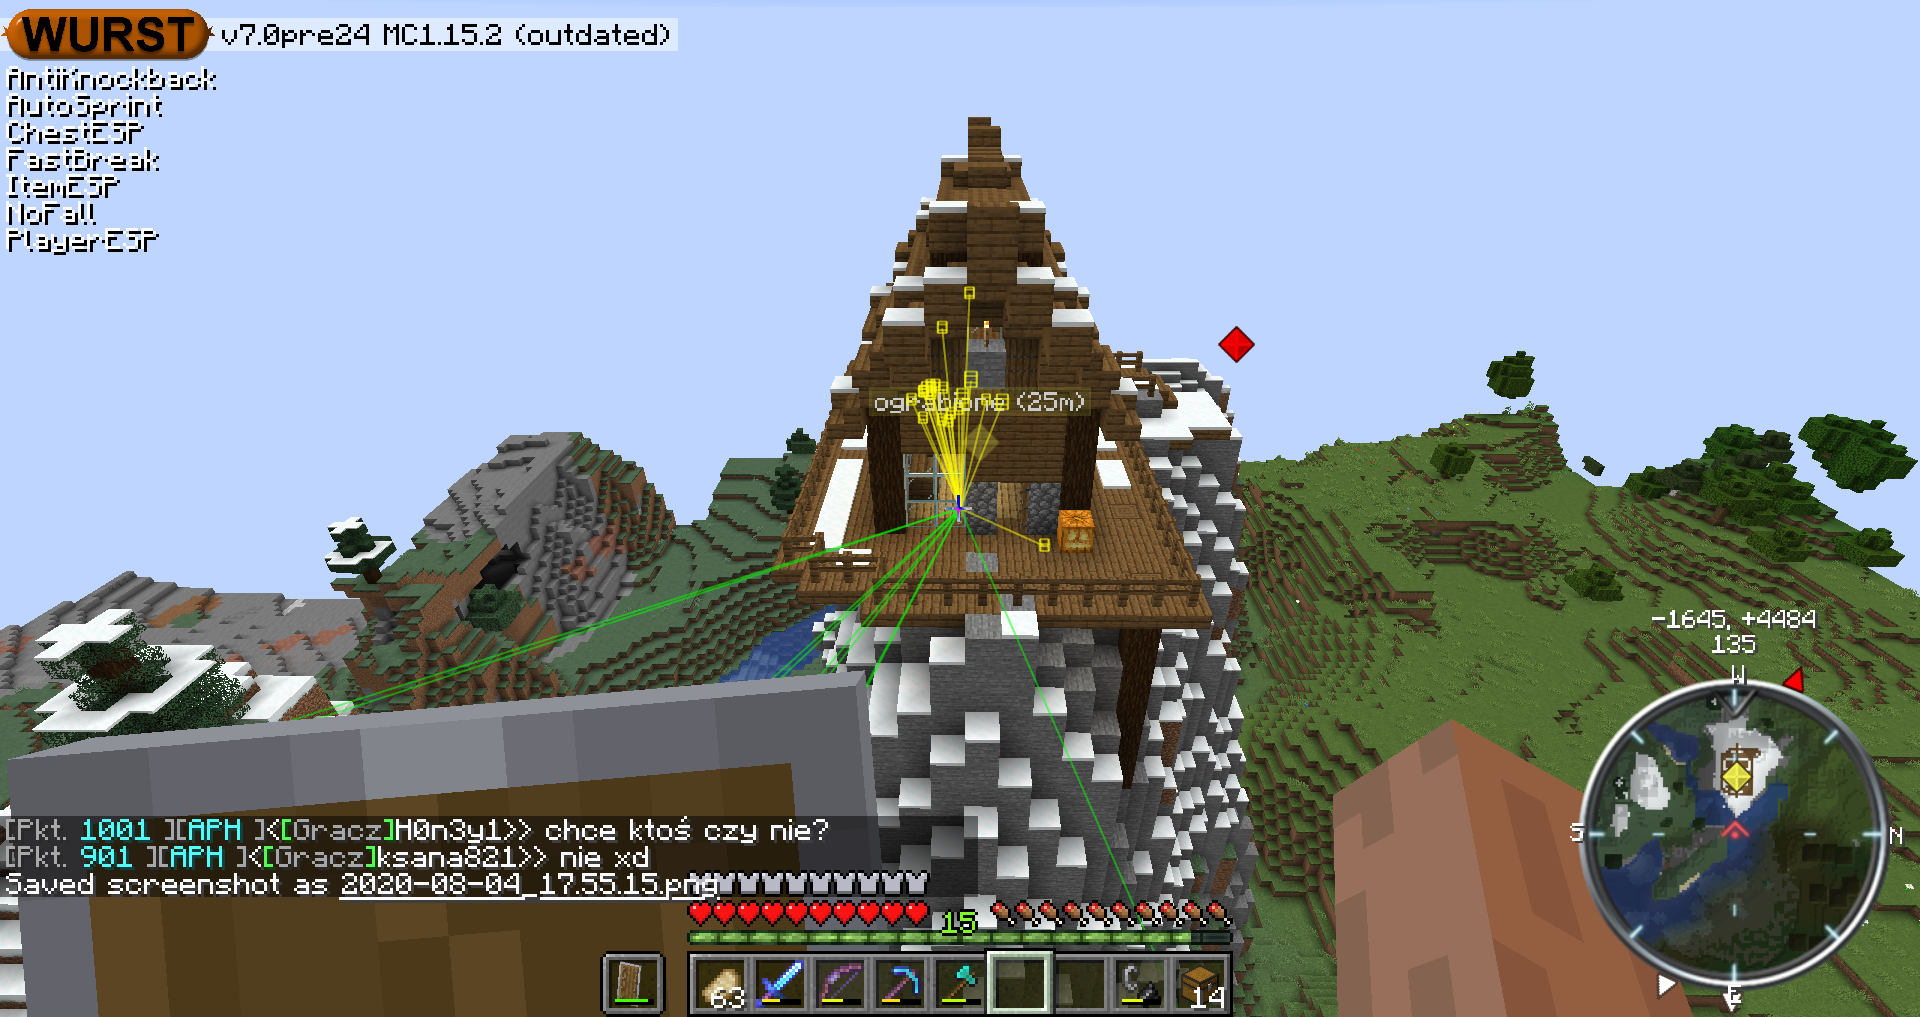 WURST v7.0pre24 MC1.15.2 (outdated)
AntiKnockback
AutoSprint
ChestESP
FastBreak
ItemESP
NoFall
PlayerESP
ograbione (25m)
-1645, +4484
135
W
S
N
E
[Pkt. 1001 ][APH ]<[Gracz]H0n3y1>> chce ktoś czy nie?
[Pkt. 901 ][APH ]<[Gracz]ksana821>> nie xd
Saved screenshot as 2020-08-04_17.55.15.png
15
63
14